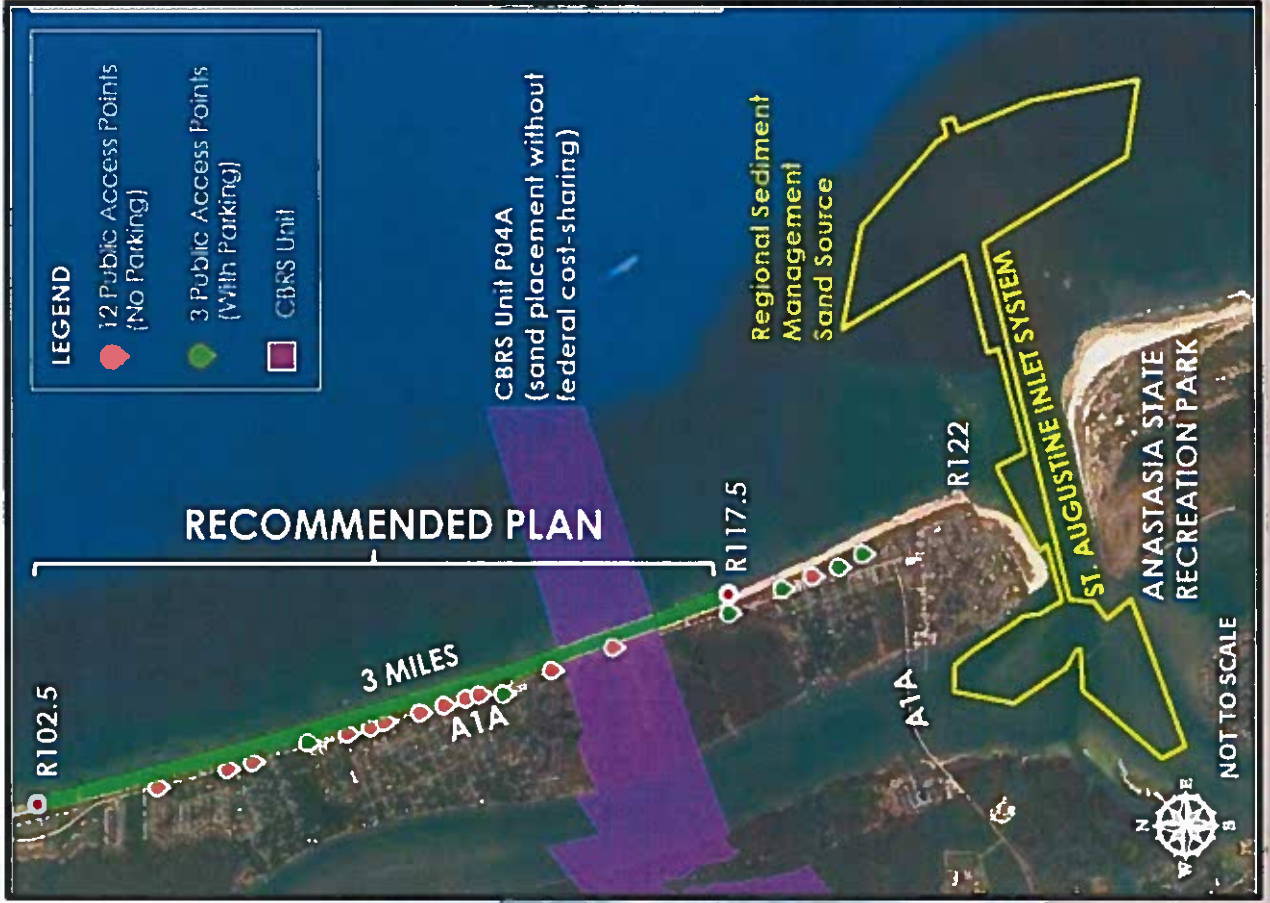 LEGEND
12 Public Access Points
(No Parking)
3 Public Access Points
(With Parking)
CBRS Unit
R102.5
RECOMMENDED PLAN
3 MILES
A1A
CBRS Unit P04A
(sand placement without
federal cost-sharing)
R117.5
Regional Sediment
Management
Sand Source
R122
A1A
ST. AUGUSTINE INLET SYSTEM
ANASTASIA STATE
RECREATION PARK
N
W
E
S
NOT TO SCALE